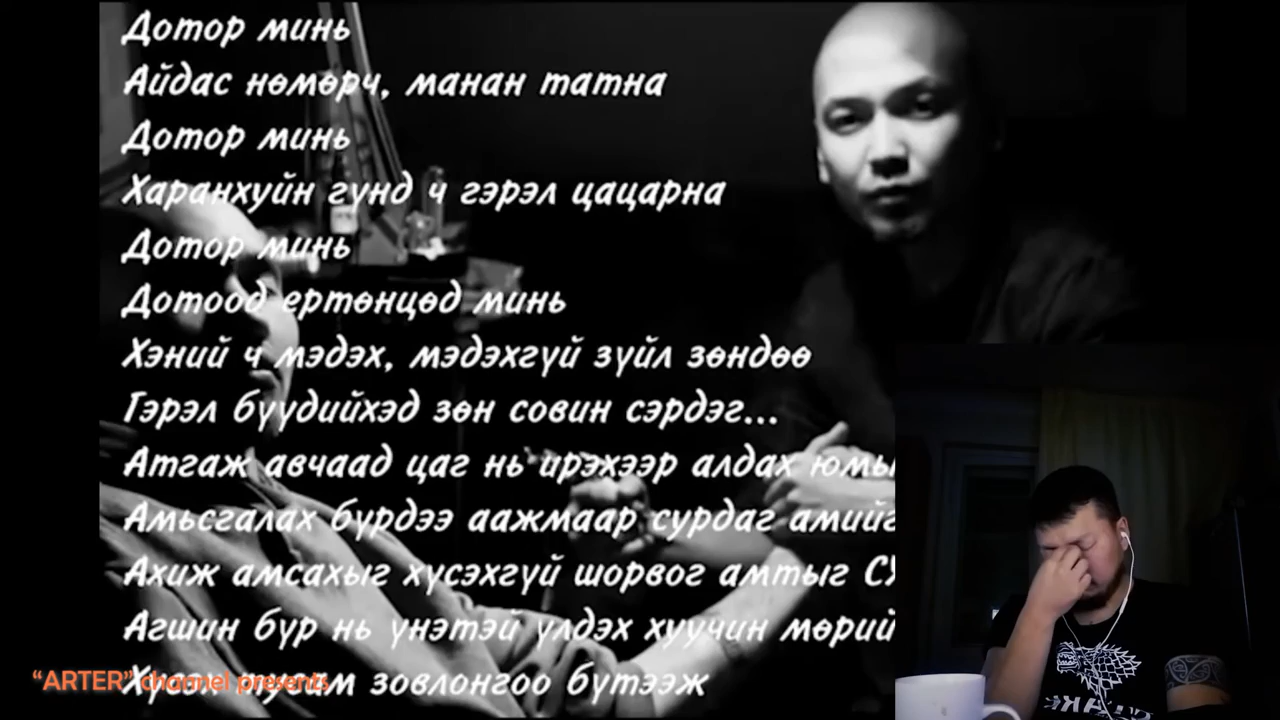 Дотор минь
Айдас нөмөрч, манан татна
Дотор минь
Харанхуйн гүнд ч гэрэл цацарна
Дотор минь
Дотоод ертөнцөд минь
Хэний ч мэдэх, мэдэхгүй зүйл зөндөө
Гэрэл бүүдийхэд зөн совин сэрдэг...
Атгаж авчаад цаг нь ирэхээр алдах
Амьсгалах бүрдээ аажмаар сурдаг
Ахиж амсахыг хүсэхгүй шорвог амтыг
Агшин бүр нь үнэтэй үлдэх хуучин
зовлонгоо бүтээж
“ARTER” channel presents